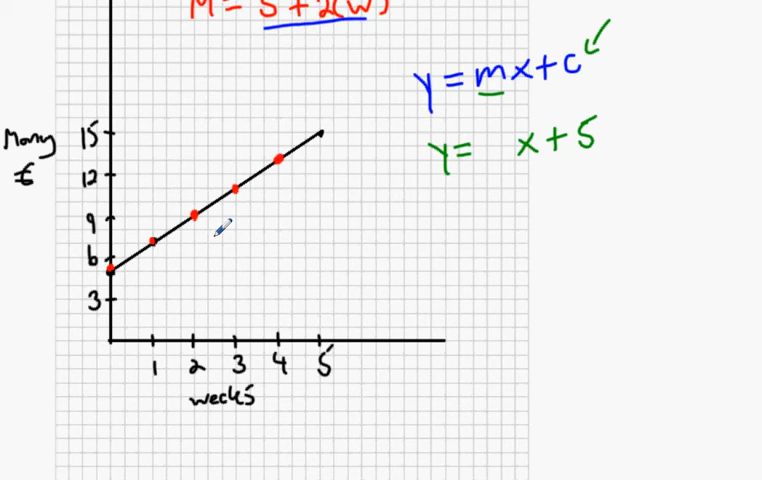 M = 5 + 2(W)
y = mx + c
y = x + 5
Mony
€
15
12
9
6
3
1 2 3 4 5
weeks